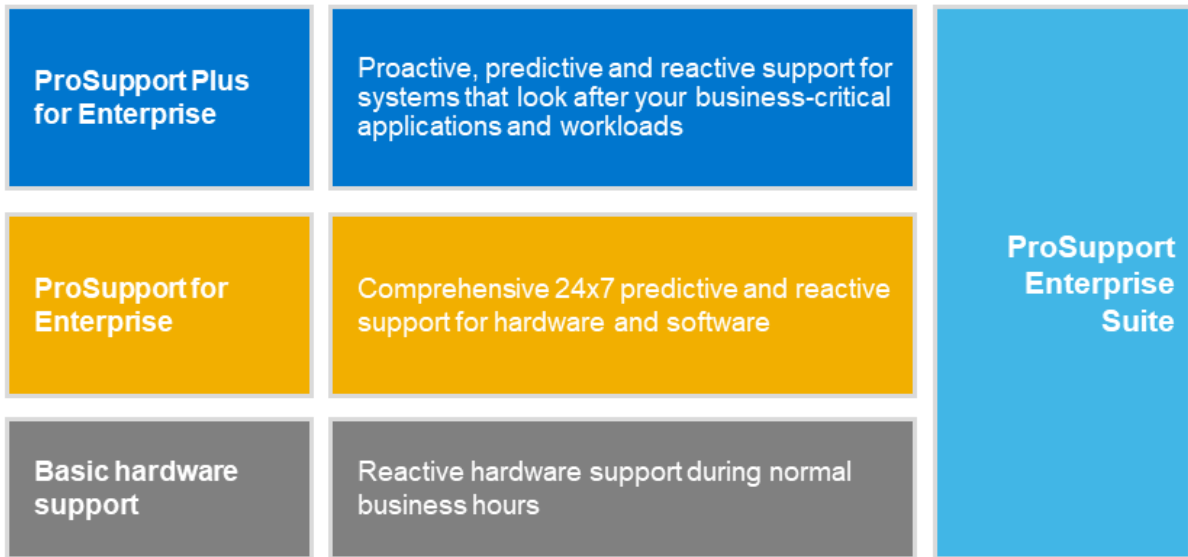 ProSupport Plus
for Enterprise
Proactive, predictive and reactive support for
systems that look after your business-critical
applications and workloads
ProSupport for
Enterprise
Comprehensive 24x7 predictive and reactive
support for hardware and software
Basic hardware
support
Reactive hardware support during normal
business hours
ProSupport
Enterprise
Suite